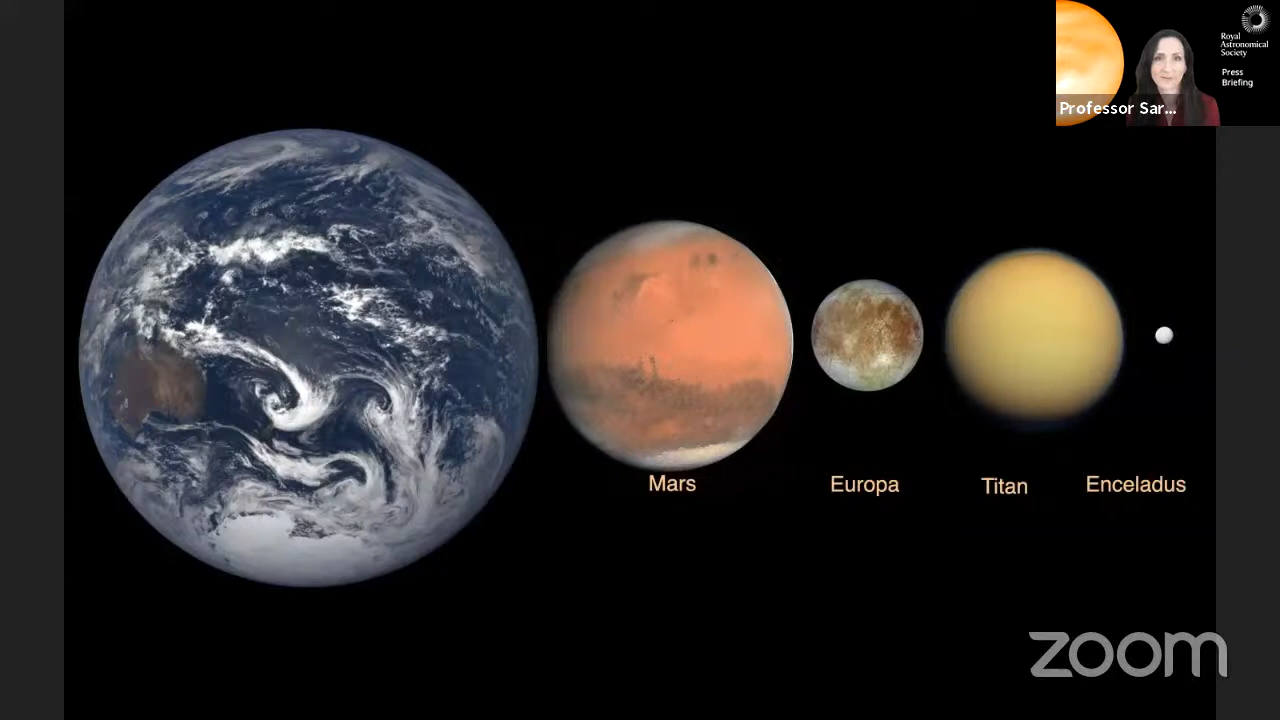 Royal
Astronomical
Society
Press
Briefing
Professor Sar...
Mars
Europa
Titan
Enceladus
zoom